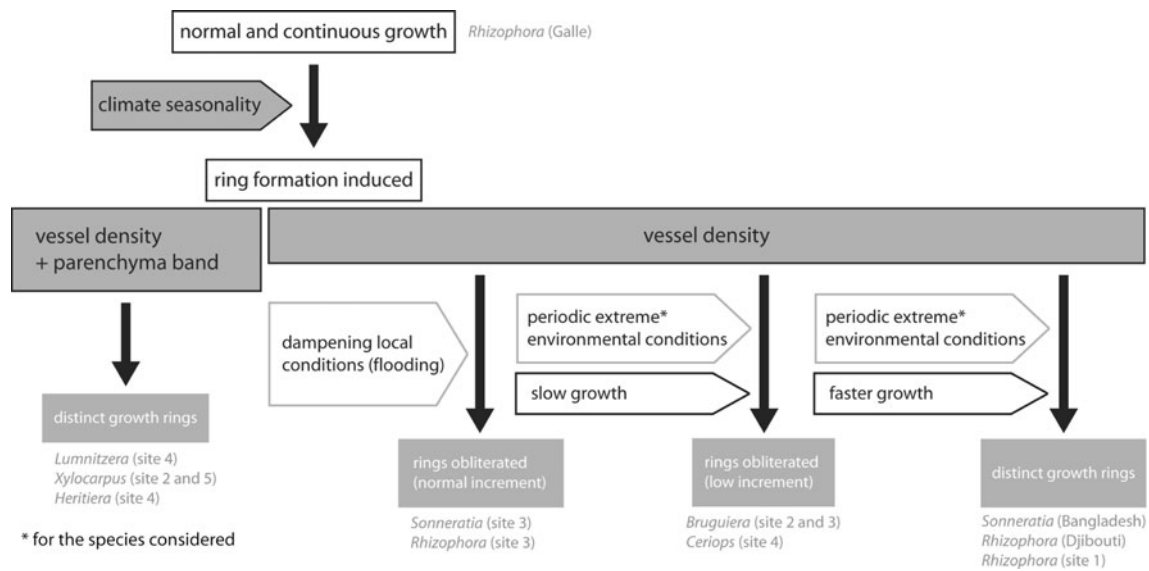 normal and continuous growth
Rhizophora (Galle)
climate seasonality
ring formation induced
vessel density
+ parenchyma band
vessel density
dampening local
conditions (flooding)
periodic extreme*
environmental conditions
slow growth
periodic extreme*
environmental conditions
faster growth
distinct growth rings
Lumnitzera (site 4)
Xylocarpus (site 2 and 5)
Heritiera (site 4)
rings obliterated
(normal increment)
Sonneratia (site 3)
Rhizophora (site 3)
rings obliterated
(low increment)
Bruguiera (site 2 and 3)
Ceriops (site 4)
distinct growth rings
Sonneratia (Bangladesh)
Rhizophora (Djibouti)
Rhizophora (site 1)
* for the species considered